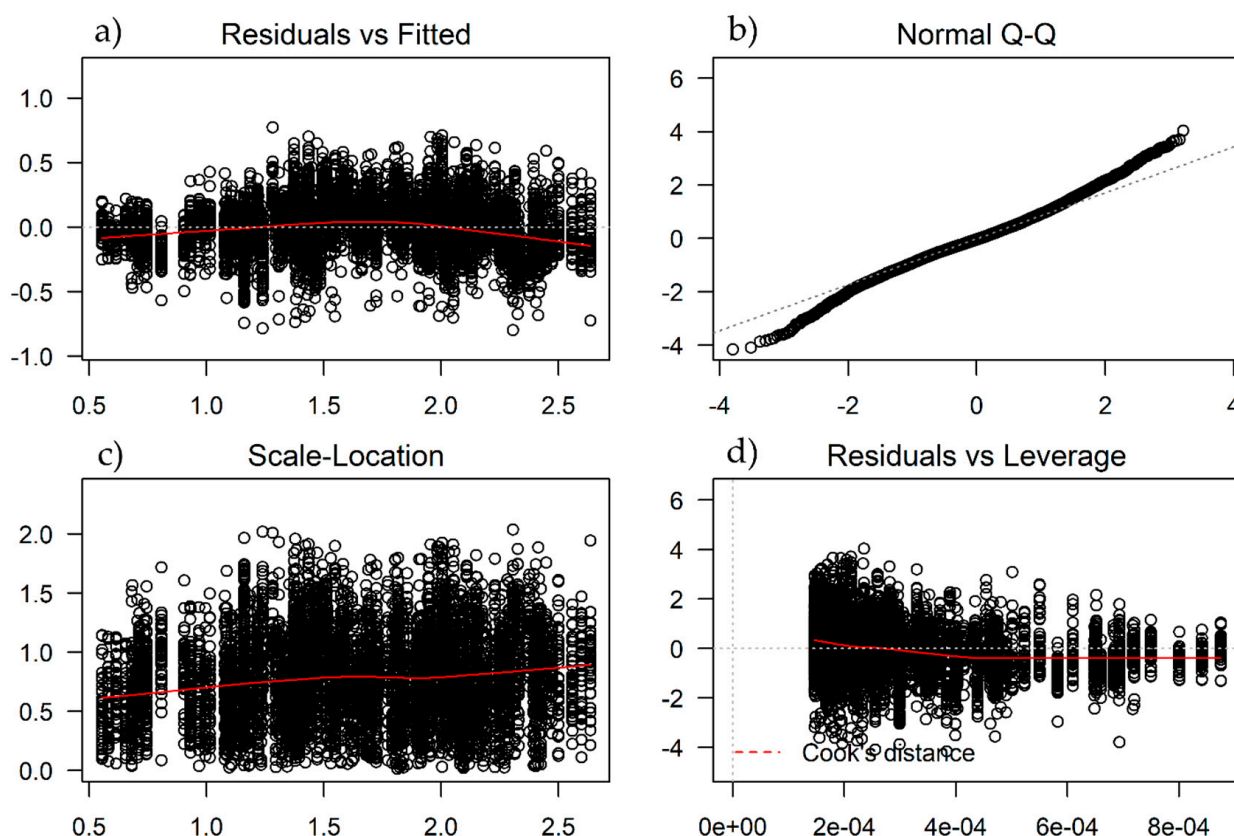 a) Residuals vs Fitted
1.0
0.5
0.0
-0.5
-1.0
0.5 1.0 1.5 2.0 2.5
b) Normal Q-Q
6
4
2
0
-2
-4
-4 -2 0 2 4
c) Scale-Location
2.0
1.5
1.0
0.5
0.0
0.5 1.0 1.5 2.0 2.5
d) Residuals vs Leverage
6
4
2
0
-2
-4
Cook's distance
0e+00 2e-04 4e-04 6e-04 8e-04